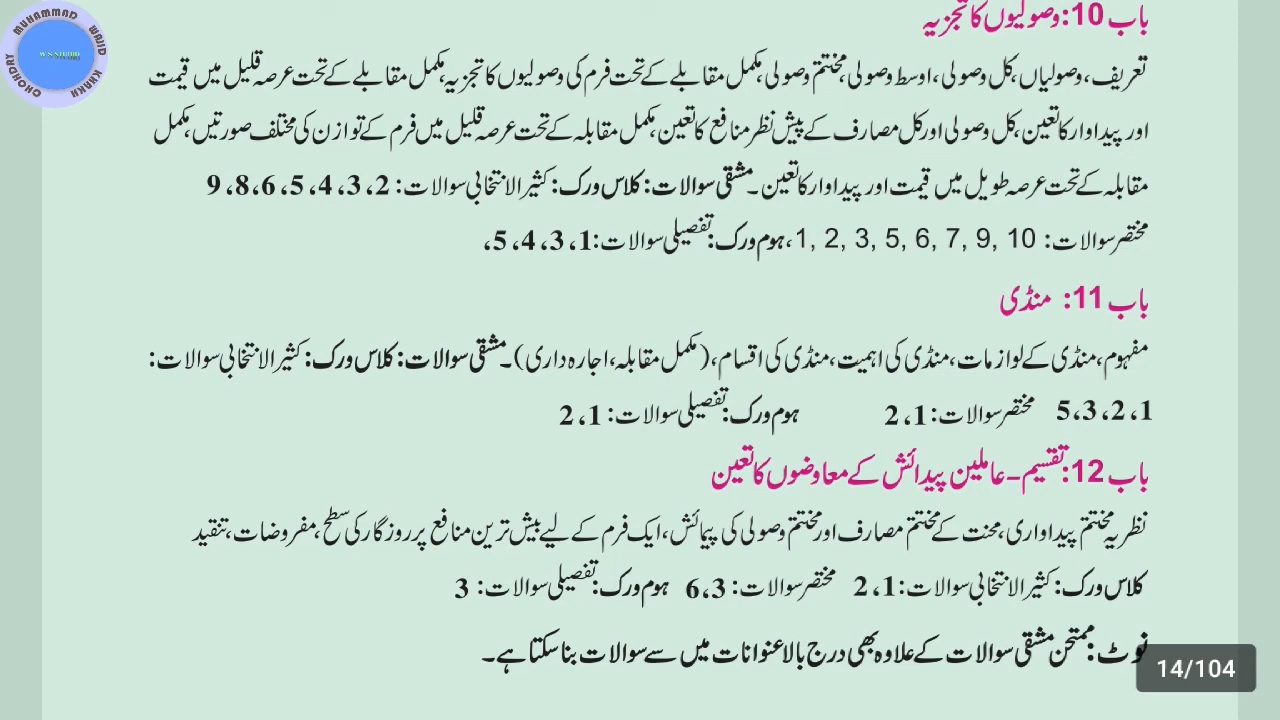 MUHAMMAD WAJID KHAKH CHOHDRY
W S STUDIO
باب 10: وصولیوں کا تجزیہ
تعریف، وصولیاں، کل وصولی، اوسط وصولی، مختتم وصولی، مکمل مقابلے کے تحت فرم کی وصولیوں کا تجزیہ، مکمل مقابلے کے تحت عرصہ قلیل میں قیمت
اور پیداوار کا تعین، کل وصولی اور کل مصارف کے پیش نظر منافع کا تعین، مکمل مقابلہ کے تحت عرصہ قلیل میں فرم کے توازن کی مختلف صورتیں، مکمل
مقابلہ کے تحت عرصہ طویل میں قیمت اور پیداوار کا تعین۔ مشقی سوالات: کلاس ورک: کثیر الانتخابی سوالات: 2، 3، 4، 5، 6، 8، 9
مختصر سوالات: 1, 2, 3, 5, 6, 7, 9, 10، ہوم ورک: تفصیلی سوالات: 1، 3، 4، 5،
باب 11: منڈی
مفہوم، منڈی کے لوازمات، منڈی کی اہمیت، منڈی کی اقسام، (مکمل مقابلہ، اجارہ داری)۔ مشقی سوالات: کلاس ورک: کثیر الانتخابی سوالات:
1، 2، 3، 5 مختصر سوالات: 1، 2 ہوم ورک: تفصیلی سوالات: 1، 2
باب 12: تقسیم۔ عاملین پیدائش کے معاوضوں کا تعین
نظریہ مختتم پیداواری، محنت کے مختتم مصارف اور مختتم وصولی کی پیمائش، ایک فرم کے لیے بیش ترین منافع پر روزگار کی سطح، مفروضات، تنقید
کلاس ورک: کثیر الانتخابی سوالات: 1، 2 مختصر سوالات: 3، 6 ہوم ورک: تفصیلی سوالات: 3
نوٹ: ممتحن مشقی سوالات کے علاوہ بھی درج بالا عنوانات میں سے سوالات بنا سکتا ہے۔
14/104